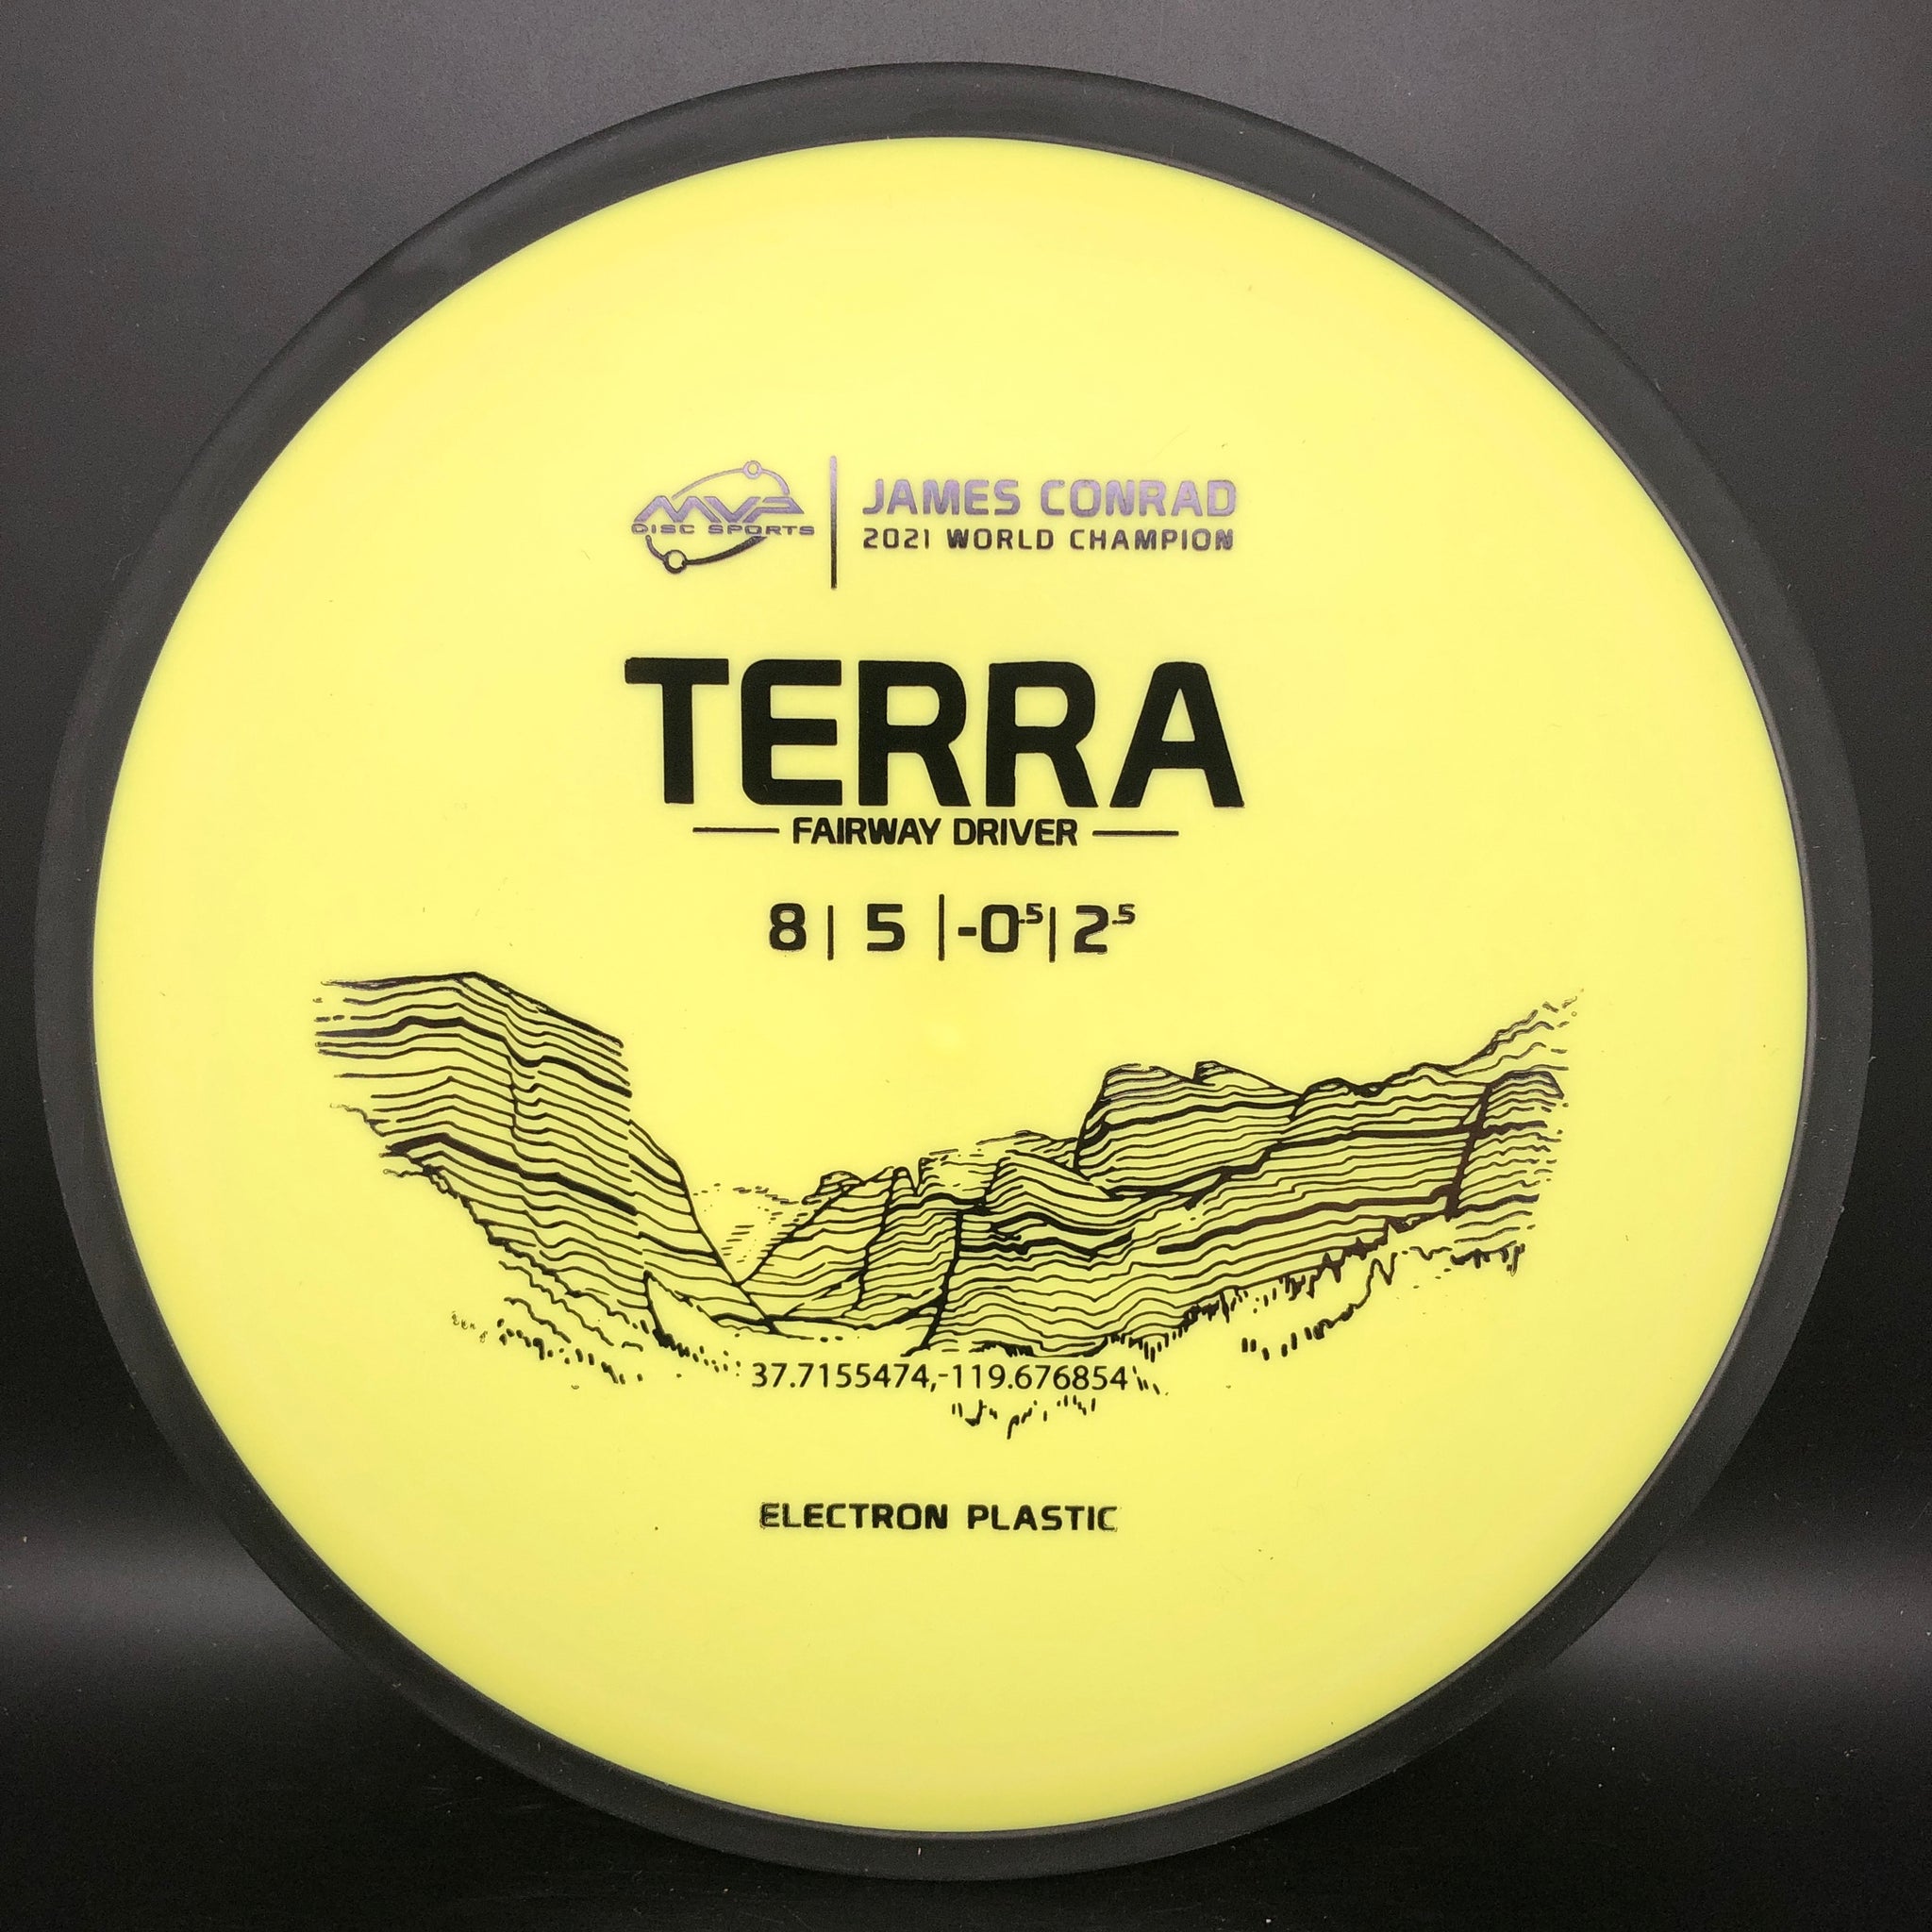 MVP
DISC SPORTS
JAMES CONRAD
2021 WORLD CHAMPION
TERRA
FAIRWAY DRIVER
8 | 5 | -0.5 | 2.5
37.7155474,-119.676854
ELECTRON PLASTIC